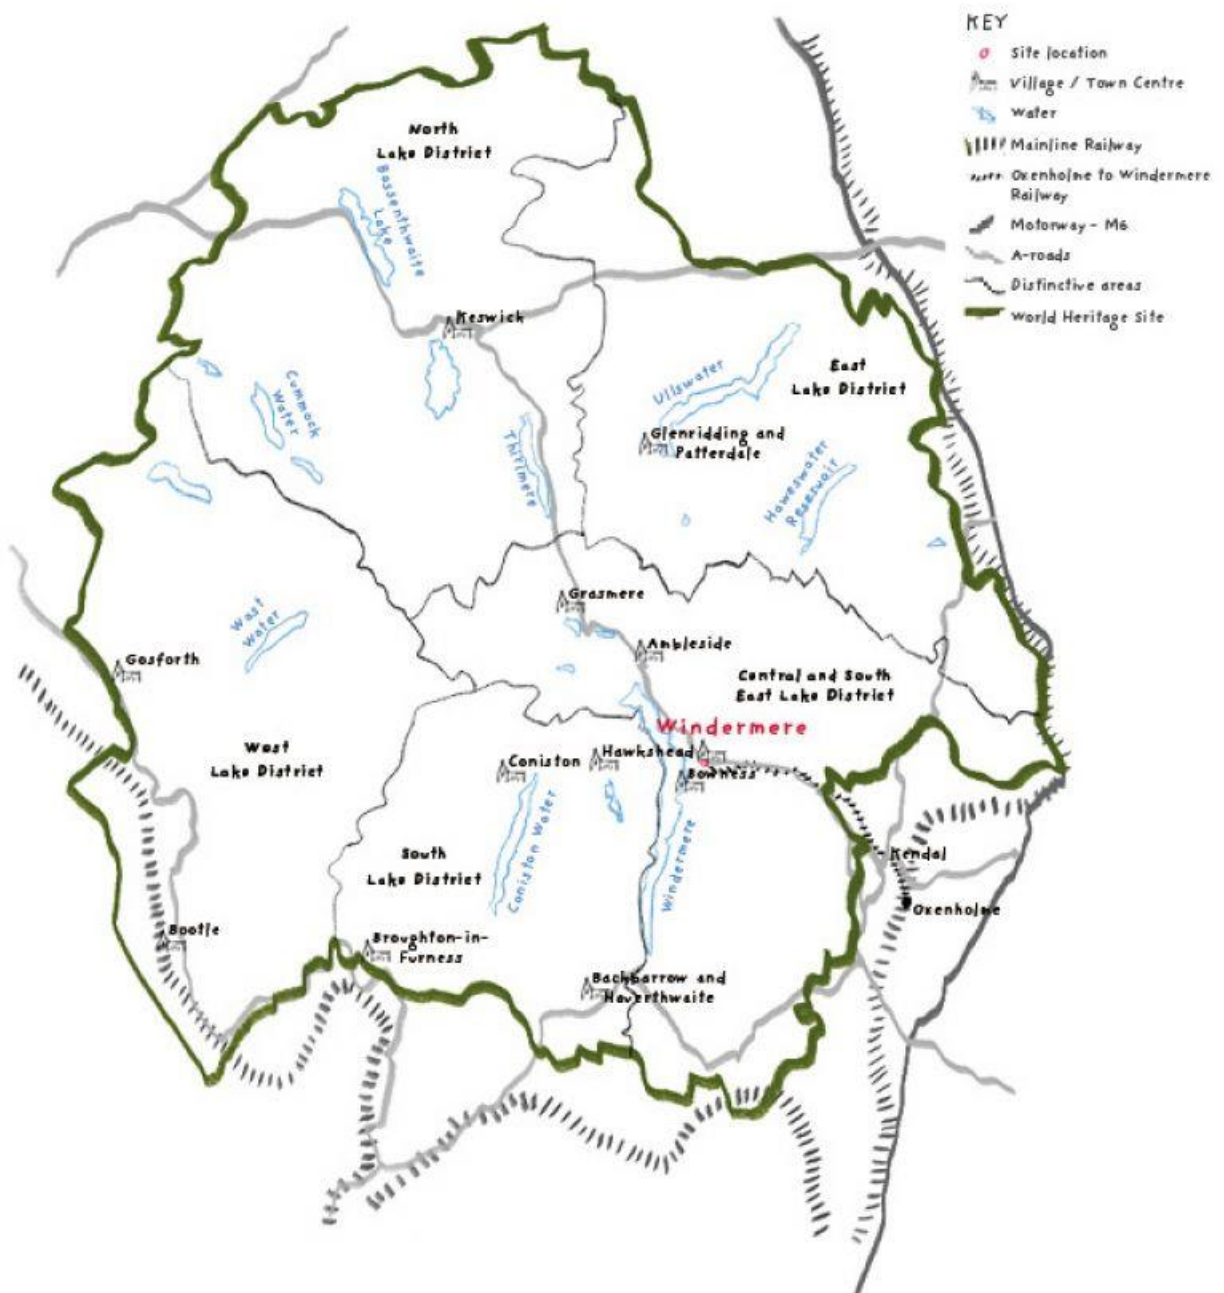 KEY
Site location
Village / Town Centre
Water
Mainline Railway
Oxenholme to Windermere
Railway
Motorway - M6
A-roads
Distinctive areas
World Heritage Site
North
Lake District
Bassenthwaite
Lake
Keswick
Crummock
Water
Thirlmere
Ullswater
East
Lake District
Glenridding and
Patterdale
Haweswater
Resesvoir
Grasmere
Wast
Water
Ambleside
Gosforth
Central and South
East Lake District
Windermere
West
Lake District
Coniston
Hawkshead
Bowness
Coniston Water
Windermere
South
Lake District
Kendal
Oxenholme
Bootle
Broughton-in-
Furness
Backbarrow and
Haverthwaite